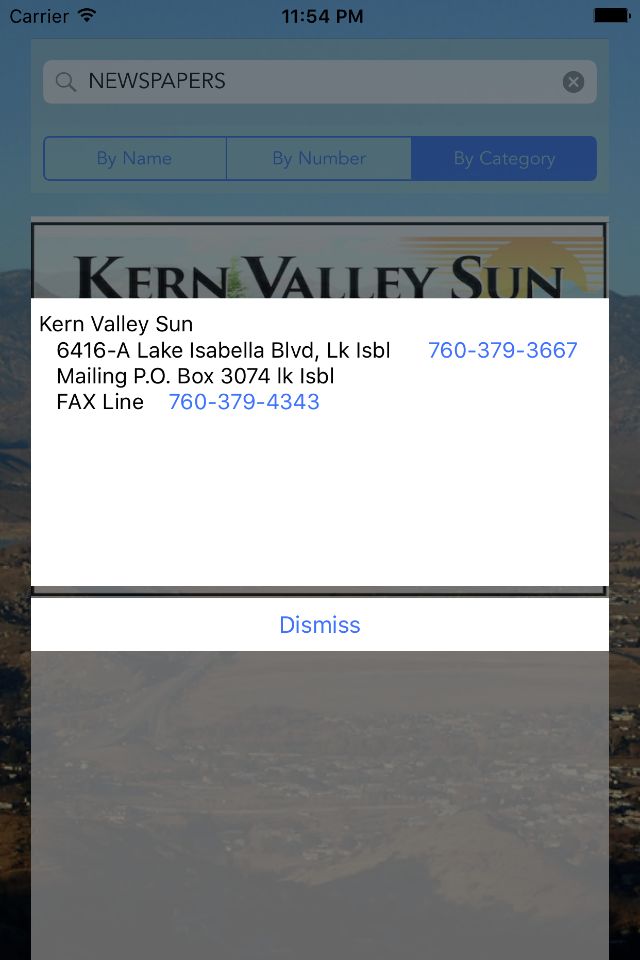 Carrier 11:54 PM
NEWSPAPERS
By Name By Number By Category
KERN VALLEY SUN
Kern Valley Sun
6416-A Lake Isabella Blvd, Lk Isbl 760-379-3667
Mailing P.O. Box 3074 lk Isbl
FAX Line 760-379-4343
Dismiss